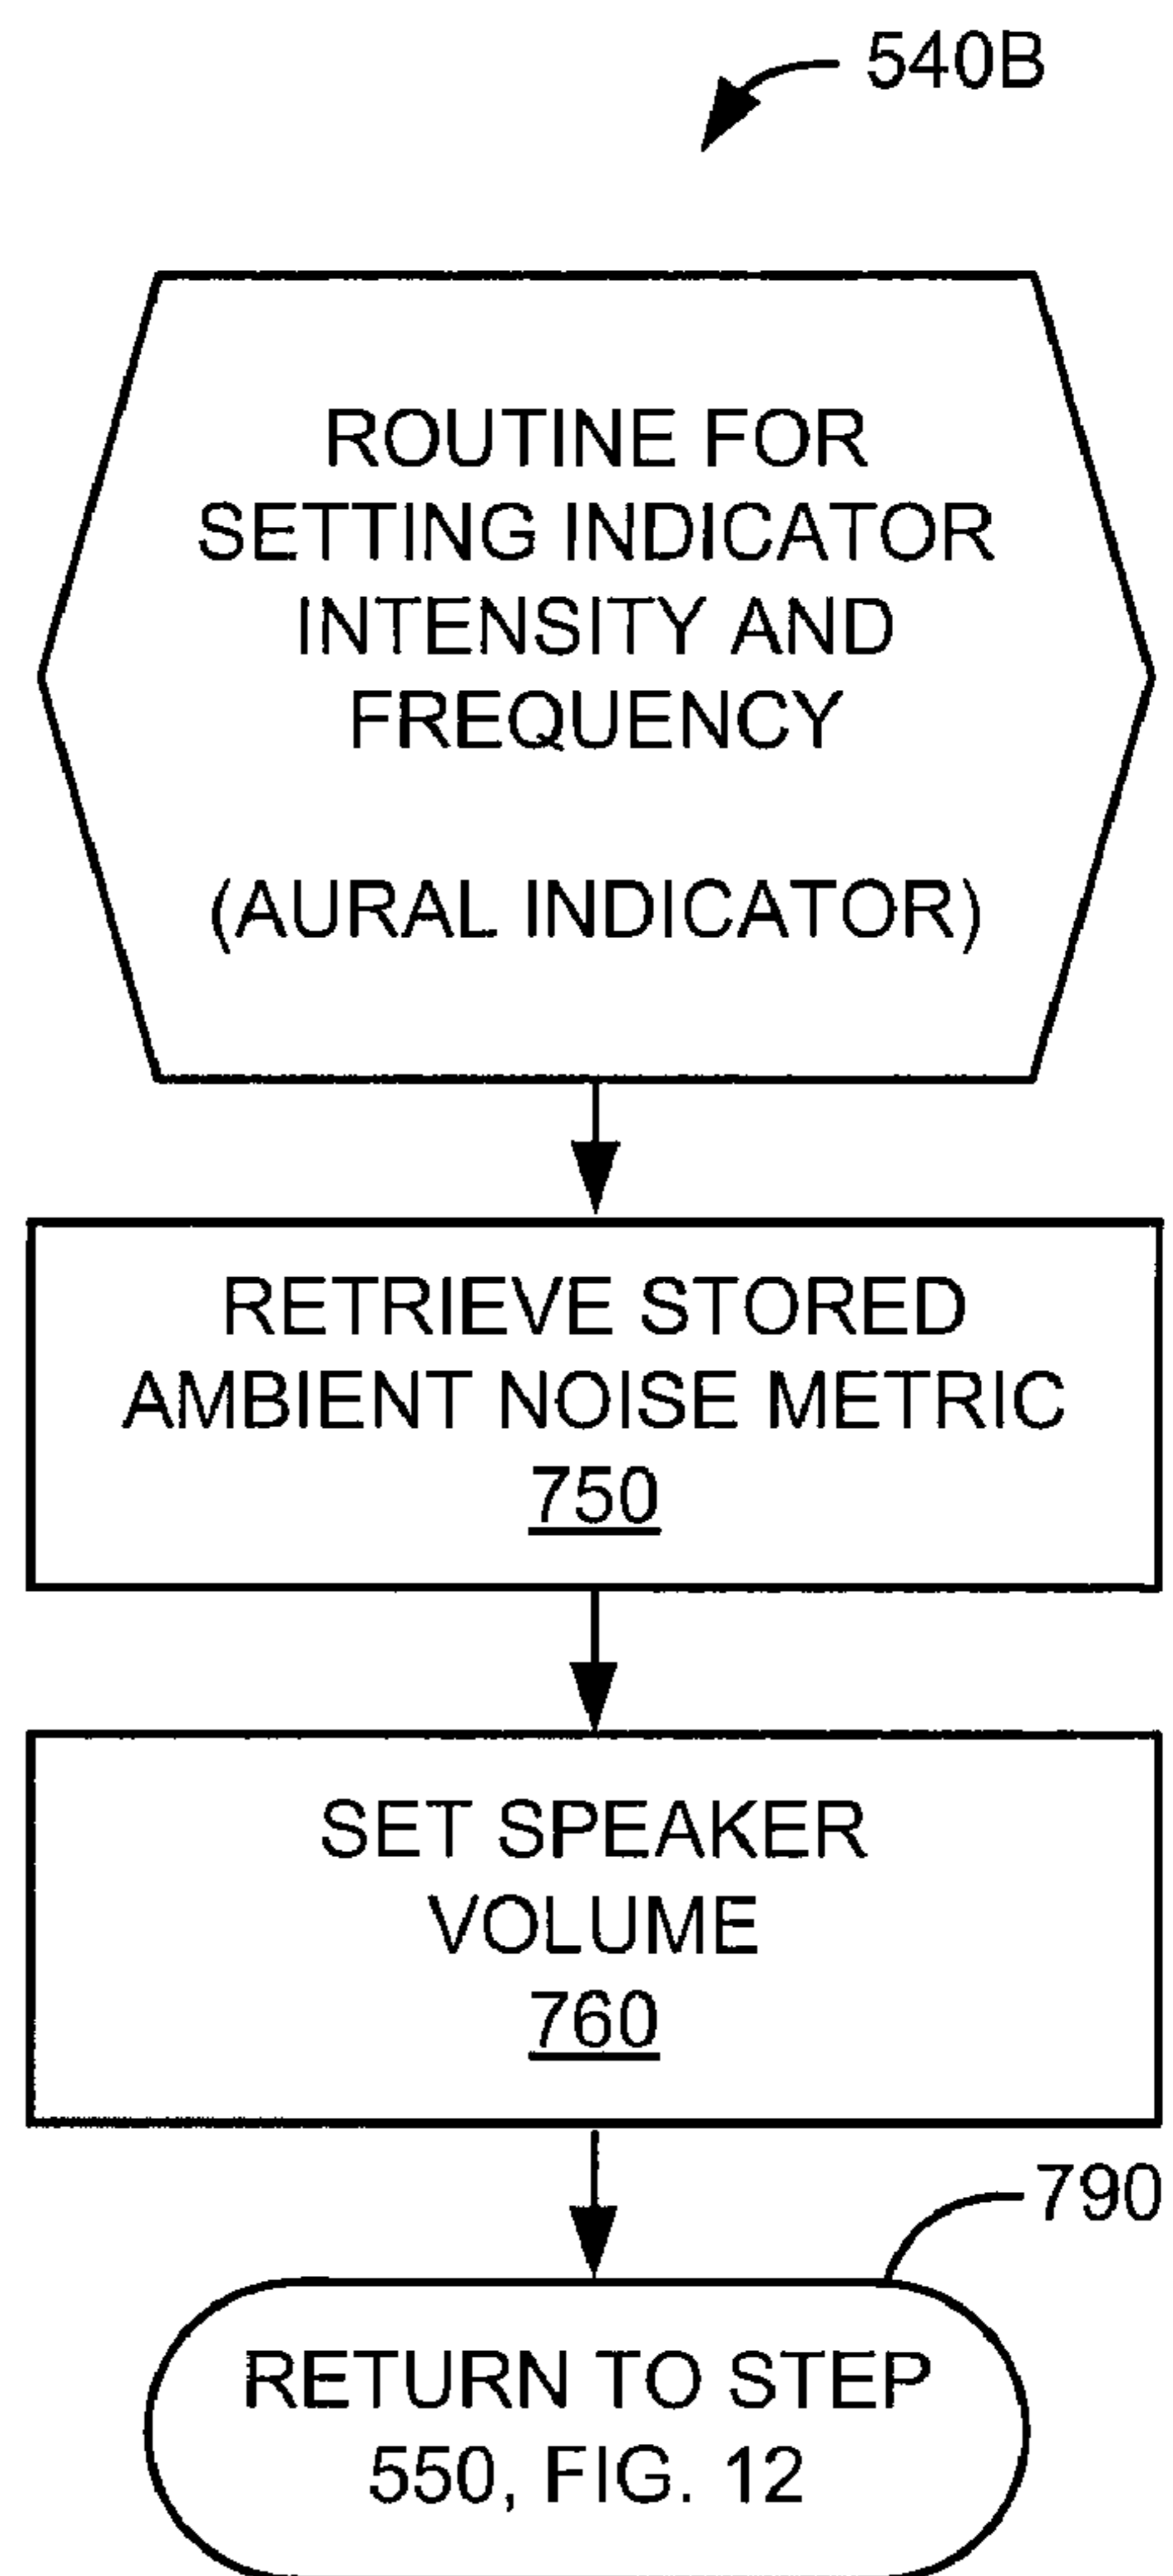 540B
ROUTINE FOR
SETTING INDICATOR
INTENSITY AND
FREQUENCY
(AURAL INDICATOR)
RETRIEVE STORED
AMBIENT NOISE METRIC
750
SET SPEAKER
VOLUME
760
790
RETURN TO STEP
550, FIG. 12